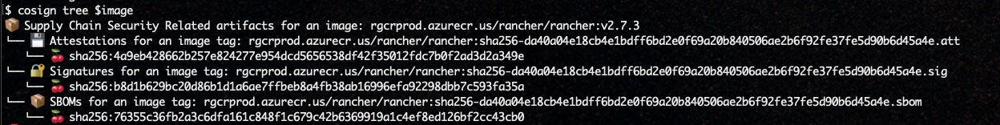 $ cosign tree $image
📦 Supply Chain Security Related artifacts for an image: rgcrprod.azurecr.us/rancher/rancher:v2.7.3
└── 💾 Attestations for an image tag: rgcrprod.azurecr.us/rancher/rancher:sha256-da40a04e18cb4e1bdff6bd2e0f69a20b840506ae2b6f92fe37fe5d90b6d45a4e.att
└── 🍒 sha256:4a9eb428662b257e824277e954dcd5656538df42f35012fdc7b0f2ad3d2a349e
└── 🔐 Signatures for an image tag: rgcrprod.azurecr.us/rancher/rancher:sha256-da40a04e18cb4e1bdff6bd2e0f69a20b840506ae2b6f92fe37fe5d90b6d45a4e.sig
└── 🍒 sha256:b8d1b629bc20d86b1d1a6ae7ffbeb8a4fb38ab16996efa92298dbb7c593fa35a
└── 📦 SBOMs for an image tag: rgcrprod.azurecr.us/rancher/rancher:sha256-da40a04e18cb4e1bdff6bd2e0f69a20b840506ae2b6f92fe37fe5d90b6d45a4e.sbom
└── 🍒 sha256:76355c36fb2a3c6dfa161c848f1c679c42b6369919a1c4ef8ed126bf2cc43cb0